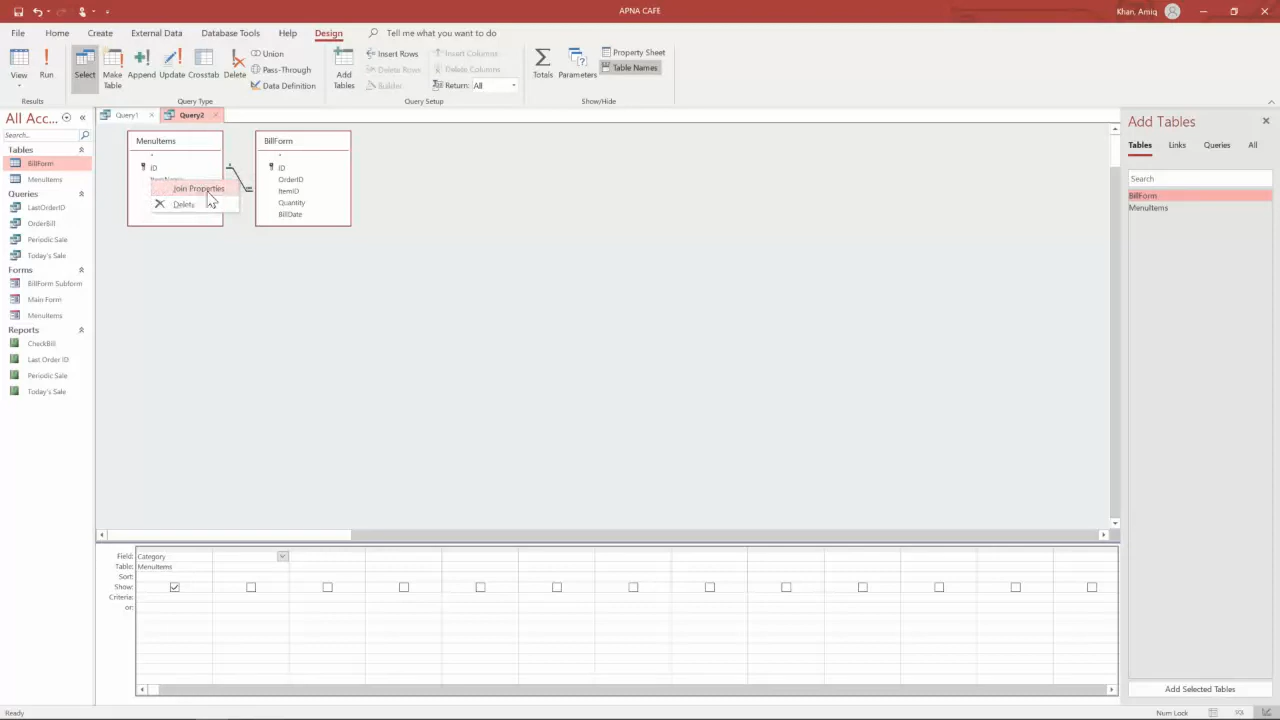 APNA CAFE
Khan, Amiq
File Home Create External Data Database Tools Help Design Tell me what you want to do
View
Run
Select
Make Table
Append
Update
Crosstab
Delete
Union
Pass-Through
Data Definition
Add Tables
Insert Rows
Delete Rows
Builder
Insert Columns
Delete Columns
Return: All
Totals
Parameters
Property Sheet
Table Names
Results
Query Type
Query Setup
Show/Hide
All Acc...
Search...
Tables
BillForm
MenuItems
Queries
LastOrderID
OrderBill
Periodic Sale
Today's Sale
Forms
BillForm Subform
Main Form
MenuItems
Reports
CheckBill
Last Order ID
Periodic Sale
Today's Sale
Query1
Query2
MenuItems
*
ID
Join Properties
Delete
BillForm
*
ID
OrderID
ItemID
Quantity
BillDate
Field: Category
Table: MenuItems
Sort:
Show:
Criteria:
or:
Add Tables
Tables Links Queries All
Search
BillForm
MenuItems
Add Selected Tables
Ready
Num Lock
SQL